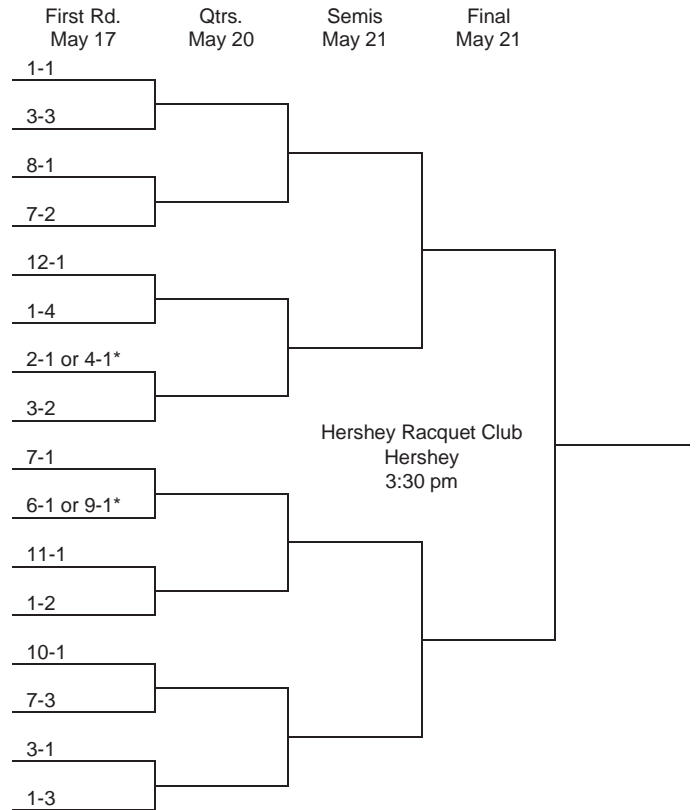 First Rd. Qtrs. Semis Final
May 17 May 20 May 21 May 21
1-1
3-3
8-1
7-2
12-1
1-4
2-1 or 4-1*
3-2
Hershey Racquet Club
Hershey
3:30 pm
7-1
6-1 or 9-1*
11-1
1-2
10-1
7-3
3-1
1-3